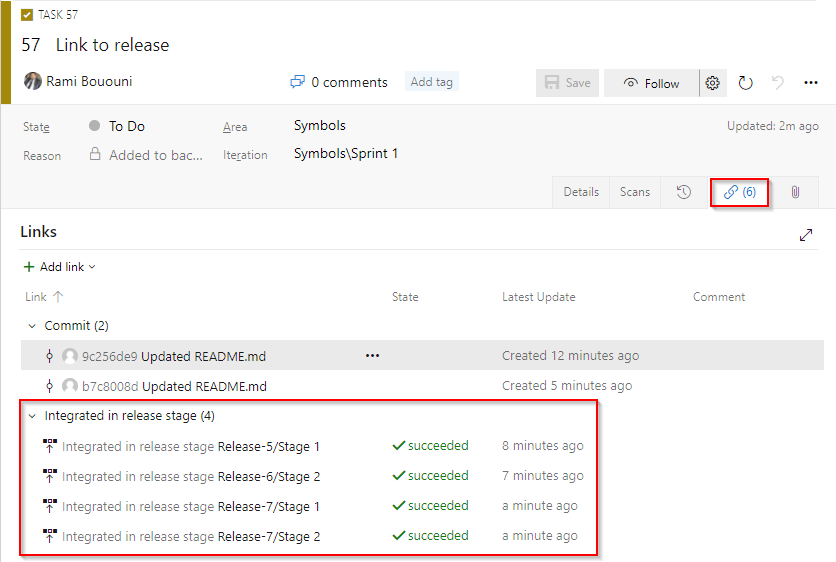 TASK 57
57 Link to release
Rami Bououni 0 comments Add tag Save Follow
State To Do Area Symbols Updated: 2m ago
Reason Added to bac... Iteration Symbols\Sprint 1
Details Scans (6)
Links
Add link
Link State Latest Update Comment
Commit (2)
9c256de9 Updated README.md ... Created 12 minutes ago
b7c8008d Updated README.md Created 5 minutes ago
Integrated in release stage (4)
Integrated in release stage Release-5/Stage 1 succeeded 8 minutes ago
Integrated in release stage Release-6/Stage 2 succeeded 7 minutes ago
Integrated in release stage Release-7/Stage 1 succeeded a minute ago
Integrated in release stage Release-7/Stage 2 succeeded a minute ago